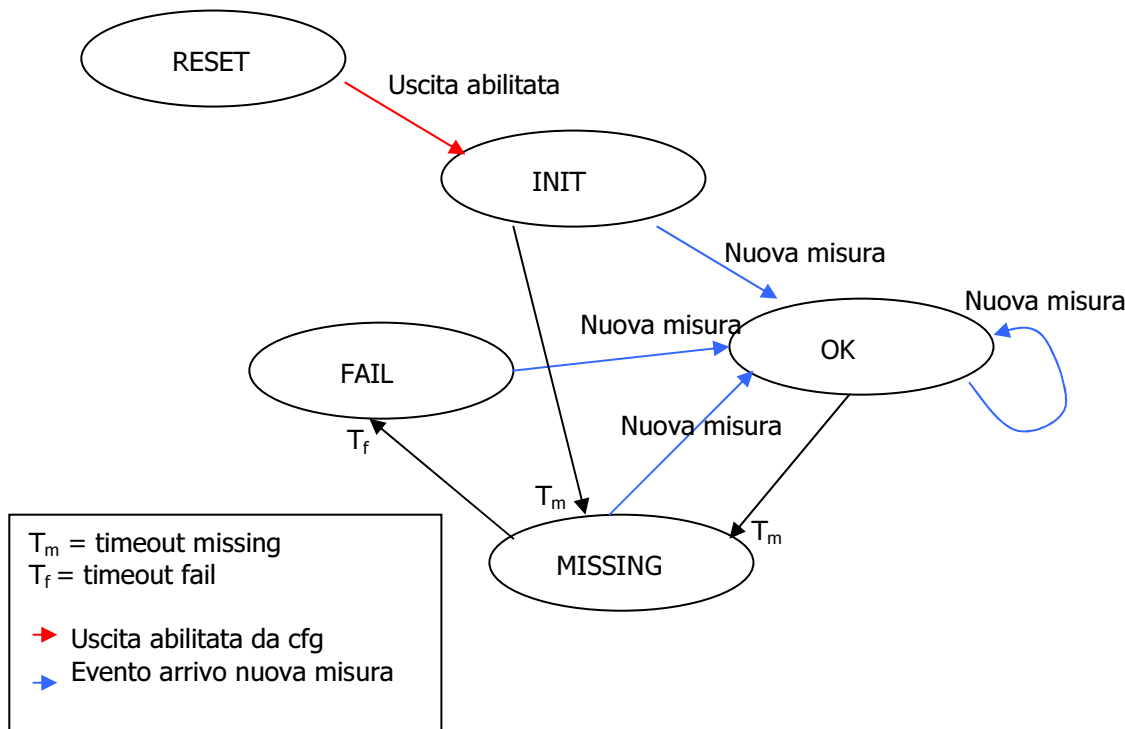 RESET
Uscita abilitata
INIT
Nuova misura
Nuova misura
Nuova misura
OK
FAIL
Nuova misura
Tf
Tm
Tm
MISSING
Tm = timeout missing
Tf = timeout fail
Uscita abilitata da cfg
Evento arrivo nuova misura